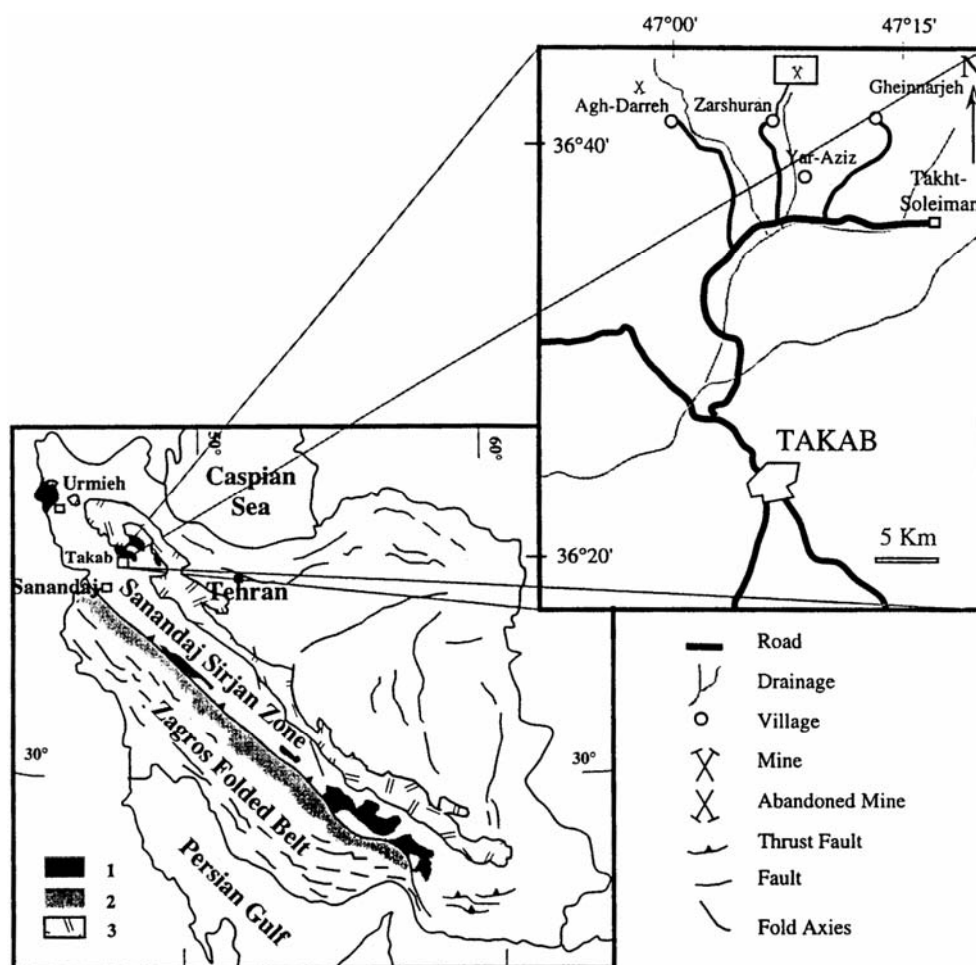 47°00'
47°15'
N
Gheinnarjeh
Agh-Darreh
Zarshuran
36°40'
Yar-Aziz
Takht-
Soleiman
TAKAB
5 Km
36°20'
50°
60°
Caspian
Sea
Urmieh
Takab
Tehran
Sanandaj
Sanandaj Sirjan Zone
Zagros Folded Belt
30°
30°
Persian Gulf
1
2
3
Road
Drainage
Village
Mine
Abandoned Mine
Thrust Fault
Fault
Fold Axies